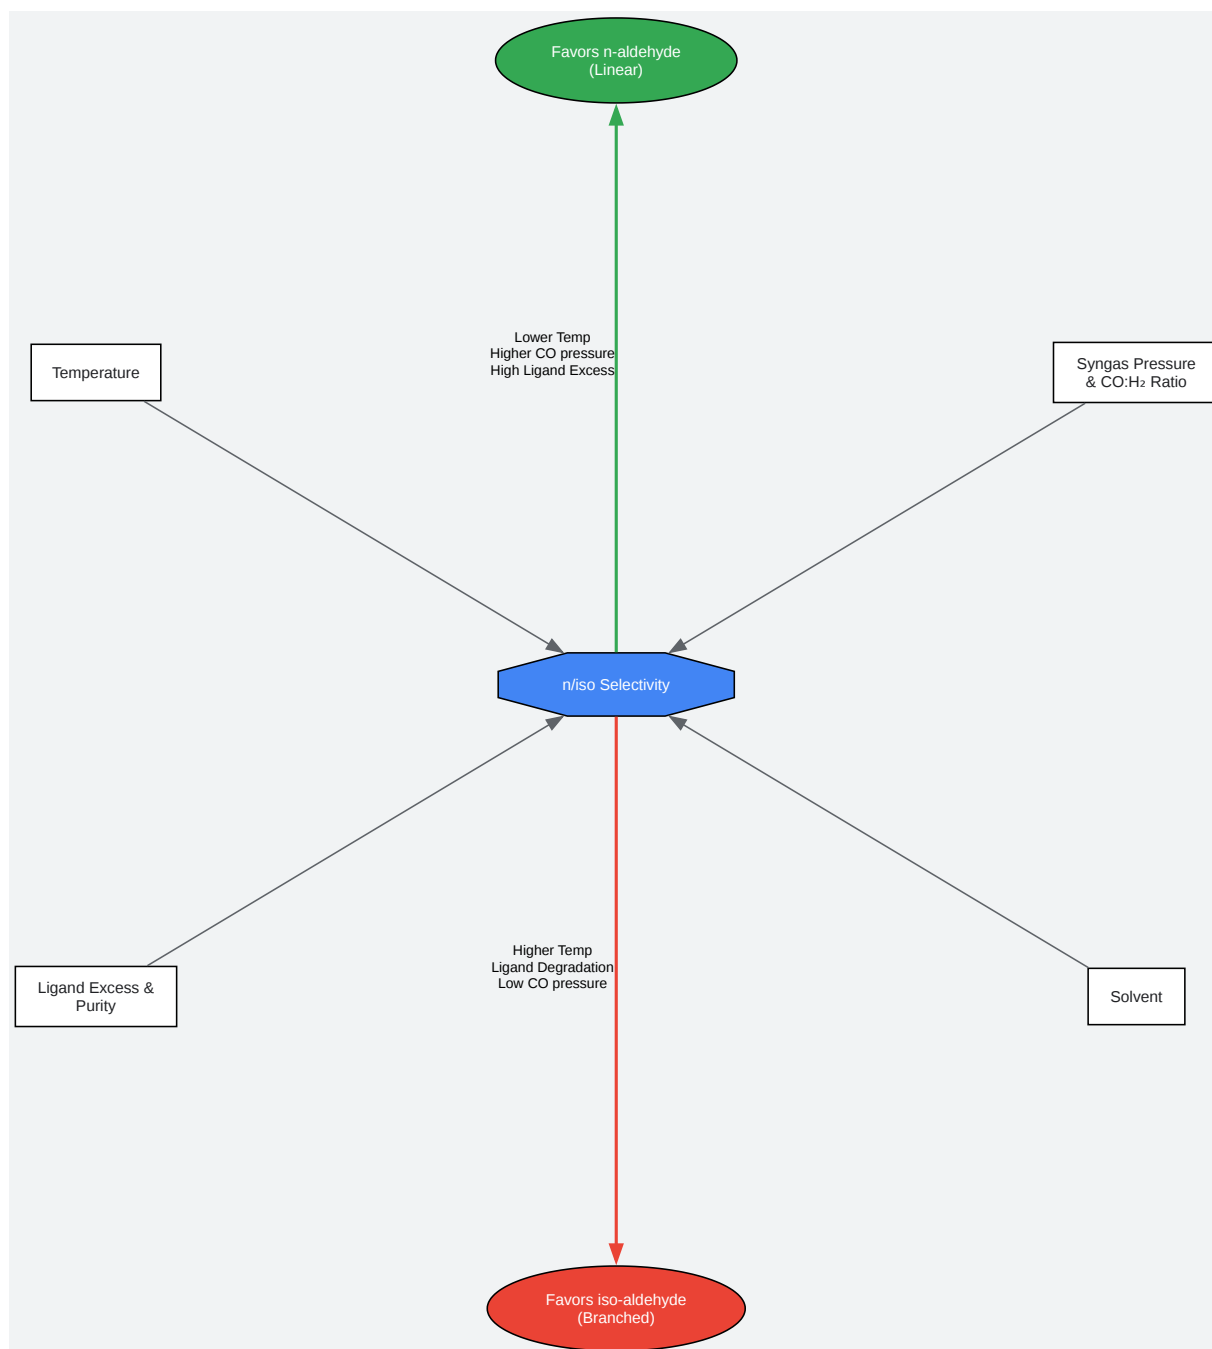 Favors n-aldehyde
(Linear)
Lower Temp
Higher CO pressure
High Ligand Excess
Temperature
Syngas Pressure
& CO:H₂ Ratio
n/iso Selectivity
Higher Temp
Ligand Degradation
Low CO pressure
Ligand Excess &
Purity
Solvent
Favors iso-aldehyde
(Branched)